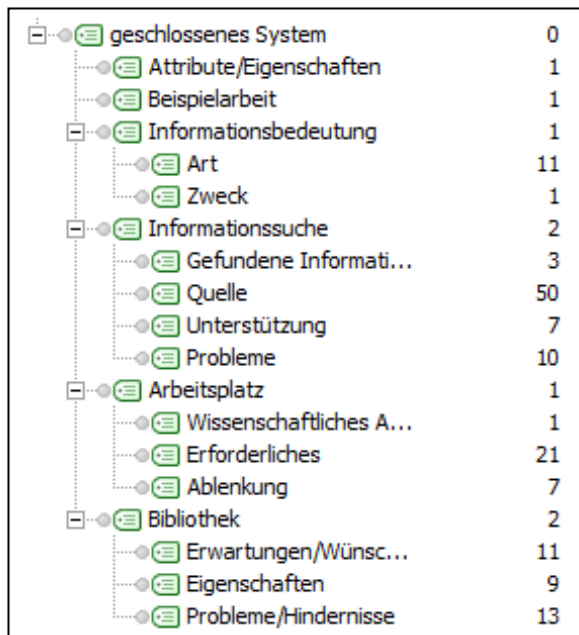 geschlossenes System 0
Attribute/Eigenschaften 1
Beispielarbeit 1
Informationsbedeutung 1
Art 11
Zweck 1
Informationssuche 2
Gefundene Informati... 3
Quelle 50
Unterstützung 7
Probleme 10
Arbeitsplatz 1
Wissenschaftliches A... 1
Erforderliches 21
Ablenkung 7
Bibliothek 2
Erwartungen/Wünsc... 11
Eigenschaften 9
Probleme/Hindernisse 13